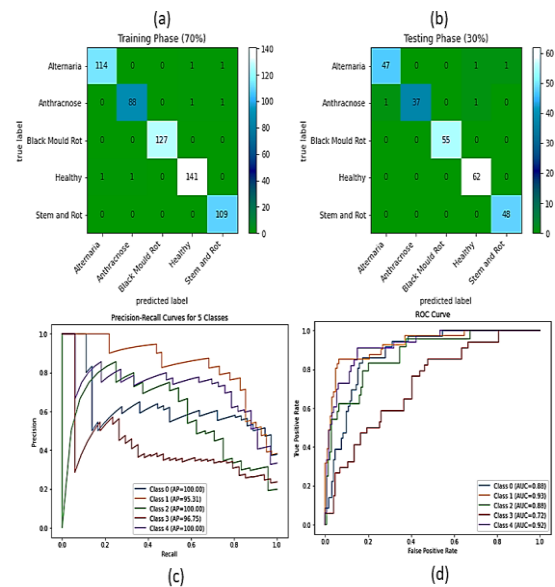 (a)
Training Phase (70%)
true label
Alternaria 114 0 0 1 1
Anthracnose 0 88 0 1 1
Black Mould Rot 0 0 127 0 0
Healthy 1 1 0 141 0
Stem and Rot 0 0 0 0 109
Alternaria
Anthracnose
Black Mould Rot
Healthy
Stem and Rot
predicted label
140
120
100
80
60
40
20
0
(b)
Testing Phase (30%)
true label
Alternaria 47 0 0 1 1
Anthracnose 1 37 0 1 0
Black Mould Rot 0 0 55 0 0
Healthy 0 0 0 62 0
Stem and Rot 0 0 0 0 48
Alternaria
Anthracnose
Black Mould Rot
Healthy
Stem and Rot
predicted label
60
50
40
30
20
10
0
Precision-Recall Curves for 5 Classes
Precision
1.0
0.8
0.6
0.4
0.2
0.0
0.0 0.2 0.4 0.6 0.8 1.0
Recall
Class 0 (AP=100.00)
Class 1 (AP=95.31)
Class 2 (AP=100.00)
Class 3 (AP=96.75)
Class 4 (AP=100.00)
(c)
ROC Curve
True Positive Rate
1.0
0.8
0.6
0.4
0.2
0.0
0.0 0.2 0.4 0.6 0.8 1.0
False Positive Rate
Class 0 (AUC=0.88)
Class 1 (AUC=0.93)
Class 2 (AUC=0.88)
Class 3 (AUC=0.72)
Class 4 (AUC=0.92)
(d)